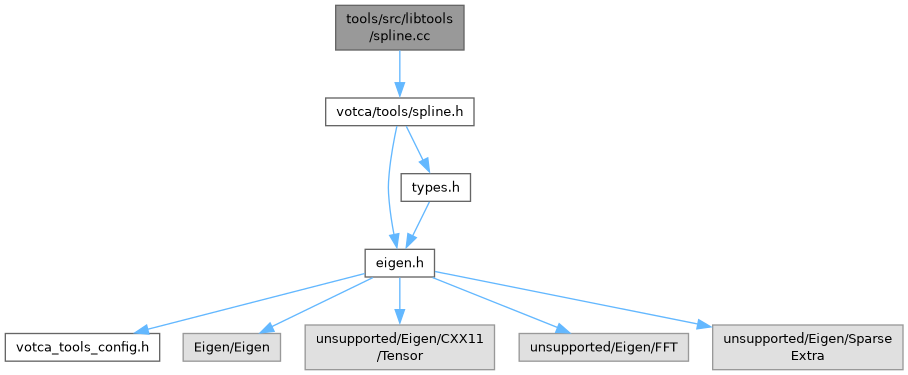 tools/src/libtools
/spline.cc
votca/tools/spline.h
types.h
eigen.h
votca_tools_config.h
Eigen/Eigen
unsupported/Eigen/CXX11
/Tensor
unsupported/Eigen/FFT
unsupported/Eigen/Sparse
Extra